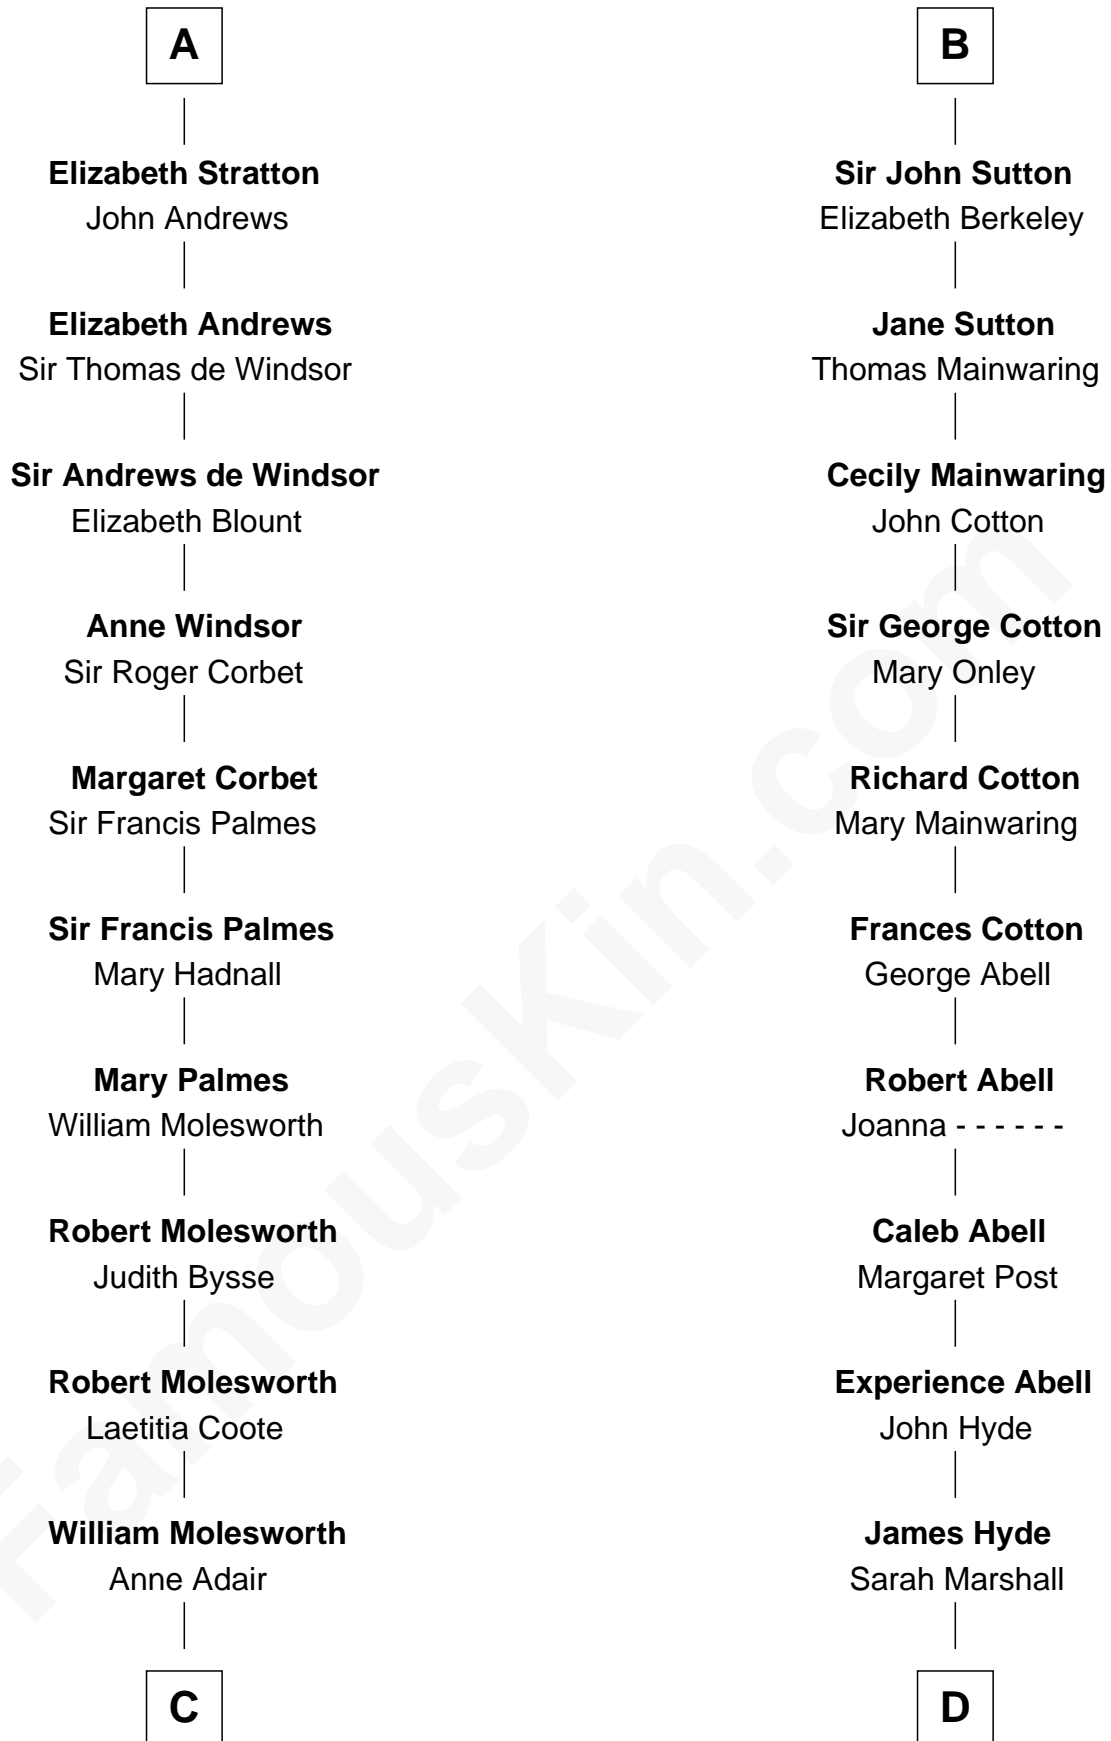 A
Elizabeth Stratton
John Andrews
Elizabeth Andrews
Sir Thomas de Windsor
Sir Andrews de Windsor
Elizabeth Blount
Anne Windsor
Sir Roger Corbet
Margaret Corbet
Sir Francis Palmes
Sir Francis Palmes
Mary Hadnall
Mary Palmes
William Molesworth
Robert Molesworth
Judith Bysse
Robert Molesworth
Laetitia Coote
William Molesworth
Anne Adair
C
B
Sir John Sutton
Elizabeth Berkeley
Jane Sutton
Thomas Mainwaring
Cecily Mainwaring
John Cotton
Sir George Cotton
Mary Onley
Richard Cotton
Mary Mainwaring
Frances Cotton
George Abell
Robert Abell
Joanna - - - - - -
Caleb Abell
Margaret Post
Experience Abell
John Hyde
James Hyde
Sarah Marshall
D
FamousKin.com